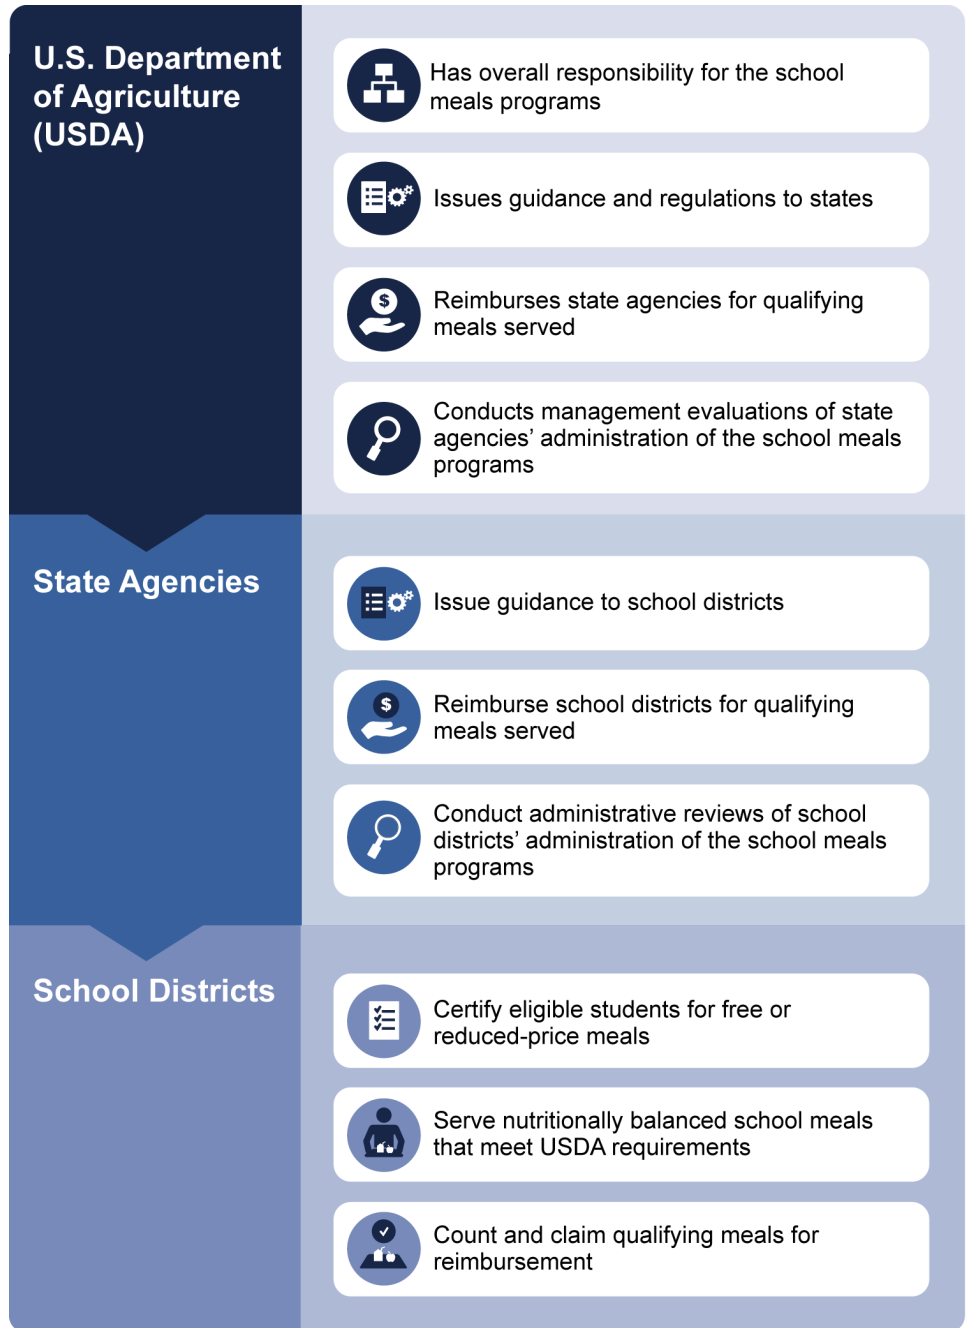 U.S. Department
of Agriculture
(USDA)
Has overall responsibility for the school
meals programs
Issues guidance and regulations to states
$
Reimburses state agencies for qualifying
meals served
Conducts management evaluations of state
agencies’ administration of the school meals
programs
State Agencies
Issue guidance to school districts
$
Reimburse school districts for qualifying
meals served
Conduct administrative reviews of school
districts’ administration of the school meals
programs
School Districts
Certify eligible students for free or
reduced-price meals
Serve nutritionally balanced school meals
that meet USDA requirements
Count and claim qualifying meals for
reimbursement